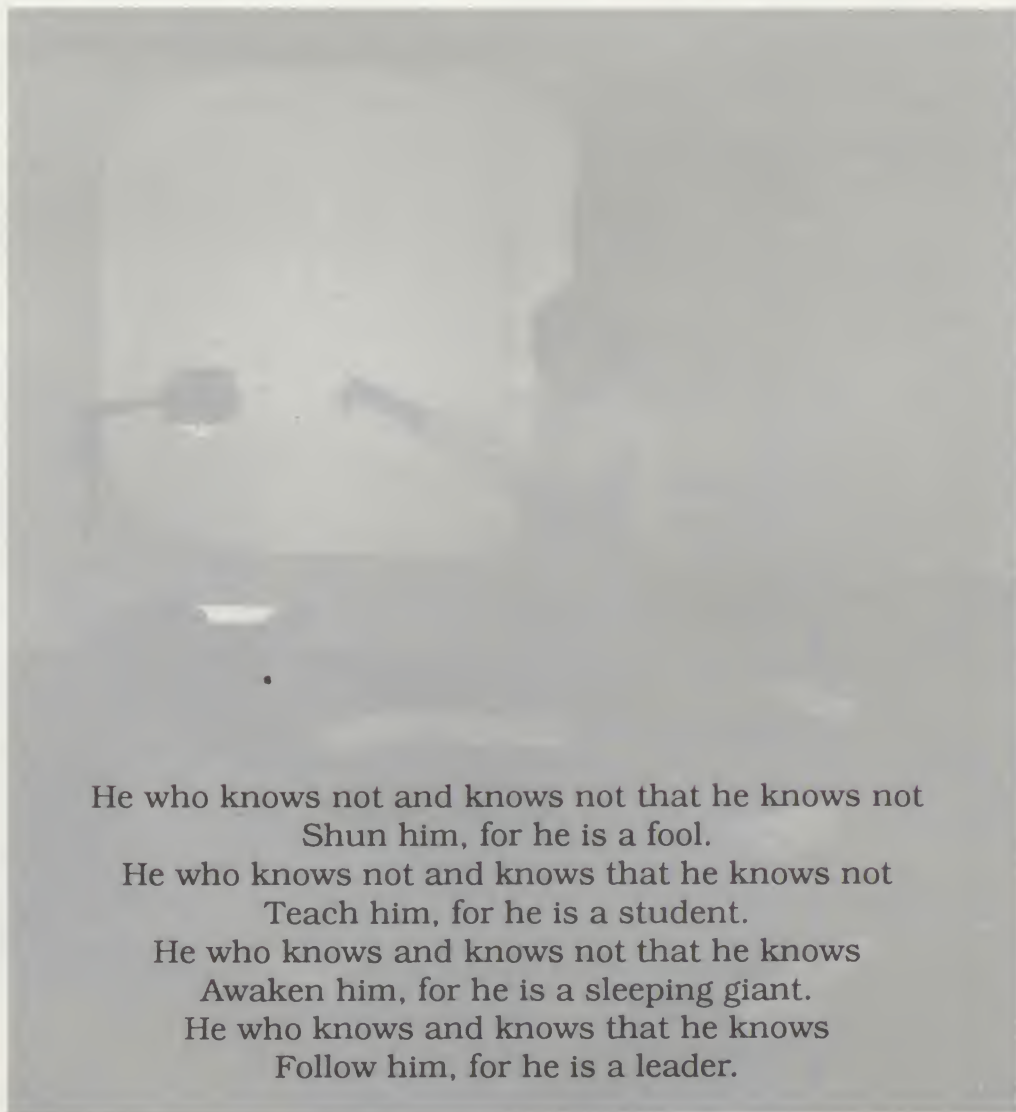 He who knows not and knows not that he knows not
Shun him, for he is a fool.
He who knows not and knows that he knows not
Teach him, for he is a student.
He who knows and knows not that he knows
Awaken him, for he is a sleeping giant.
He who knows and knows that he knows
Follow him, for he is a leader.